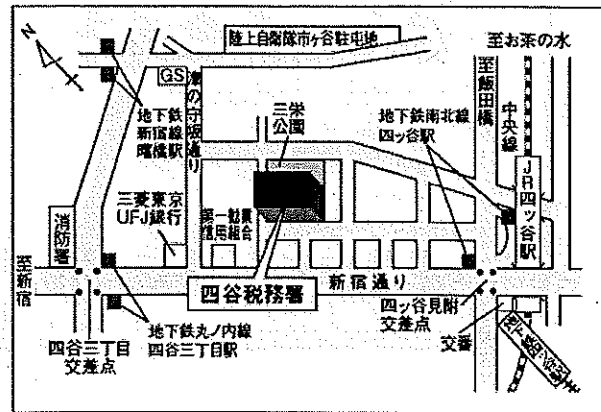 N
陸上自衛隊市ヶ谷駐屯地
至お茶の水
GS
津の守坂通り
至飯田橋
中央線
三栄
公園
地下鉄
新宿線
曙橋駅
地下鉄南北線
四ッ谷駅
JR四ッ谷駅
三菱東京
UFJ銀行
第一勧業
信用組合
消防署
至新宿
新宿通り
四谷税務署
四ッ谷見附
交差点
交番
地下鉄丸ノ内線
四谷三丁目駅
四谷三丁目
交差点